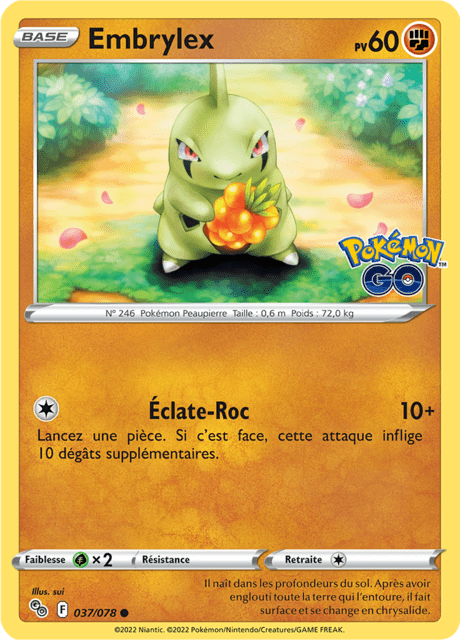 BASE Embrylex PV60
Pokémon GO™
N° 246 Pokémon Peaupierre Taille : 0,6 m Poids : 72,0 kg
Éclate-Roc 10+
Lancez une pièce. Si c'est face, cette attaque inflige
10 dégâts supplémentaires.
Faiblesse ×2 Résistance Retraite
Illus. sui
Il naît dans les profondeurs du sol. Après avoir
englouti toute la terre qui l'entoure, il fait
surface et se change en chrysalide.
F 037/078
©2022 Niantic. ©2022 Pokémon/Nintendo/Creatures/GAME FREAK.